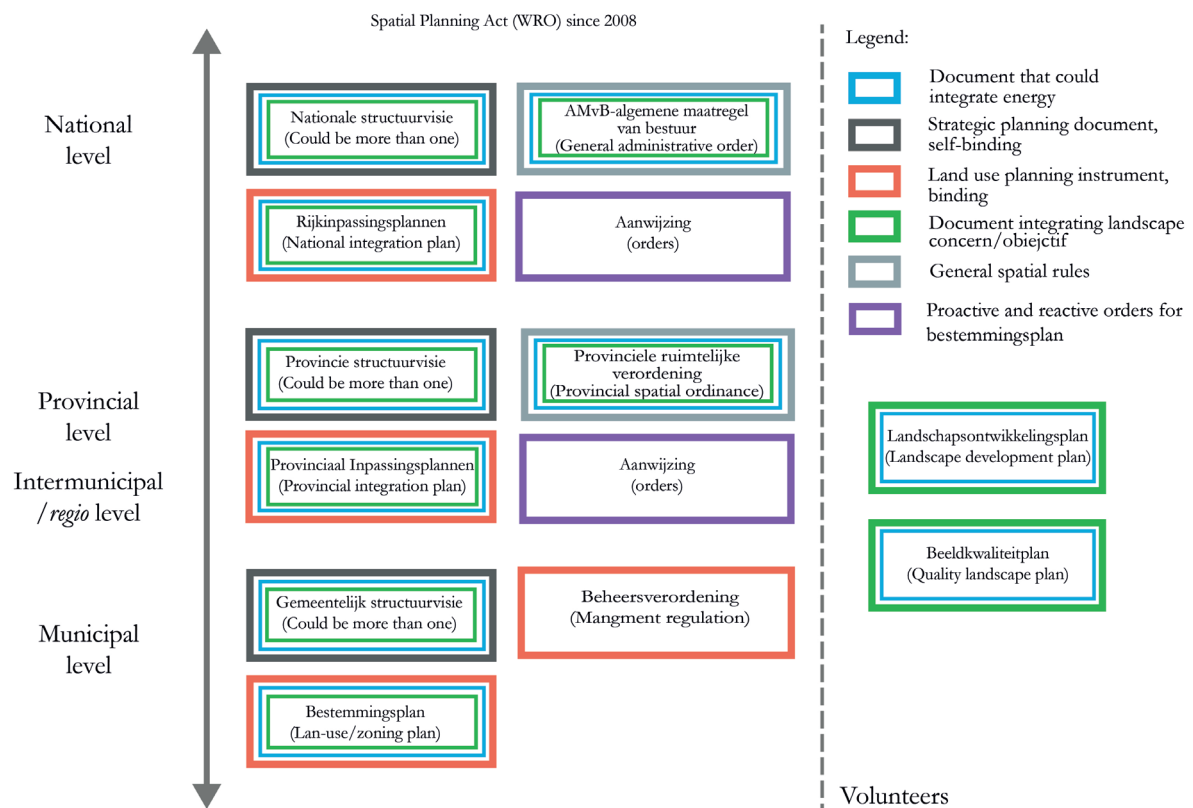 Spatial Planning Act (WRO) since 2008
National
level
Nationale structuurvisie
(Could be more than one)
AMvB-algemene maatregel
van bestuur
(General administrative order)
Rijkinpassingsplannen
(National integration plan)
Aanwijzing
(orders)
Provincial
level
Intermunicipal
/regio level
Provincie structuurvisie
(Could be more than one)
Provinciele ruimtelijke
verordening
(Provincial spatial ordinance)
Provinciaal Inpassingsplannen
(Provincial integration plan)
Aanwijzing
(orders)
Municipal
level
Gemeentelijk structuurvisie
(Could be more than one)
Beheersverordening
(Mangment regulation)
Bestemmingsplan
(Lan-use/zoning plan)
Legend:
Document that could
integrate energy
Strategic planning document,
self-binding
Land use planning instrument,
binding
Document integrating landscape
concern/obiejctif
General spatial rules
Proactive and reactive orders for
bestemmingsplan
Landschapsontwikkelingsplan
(Landscape development plan)
Beeldkwaliteitplan
(Quality landscape plan)
Volunteers